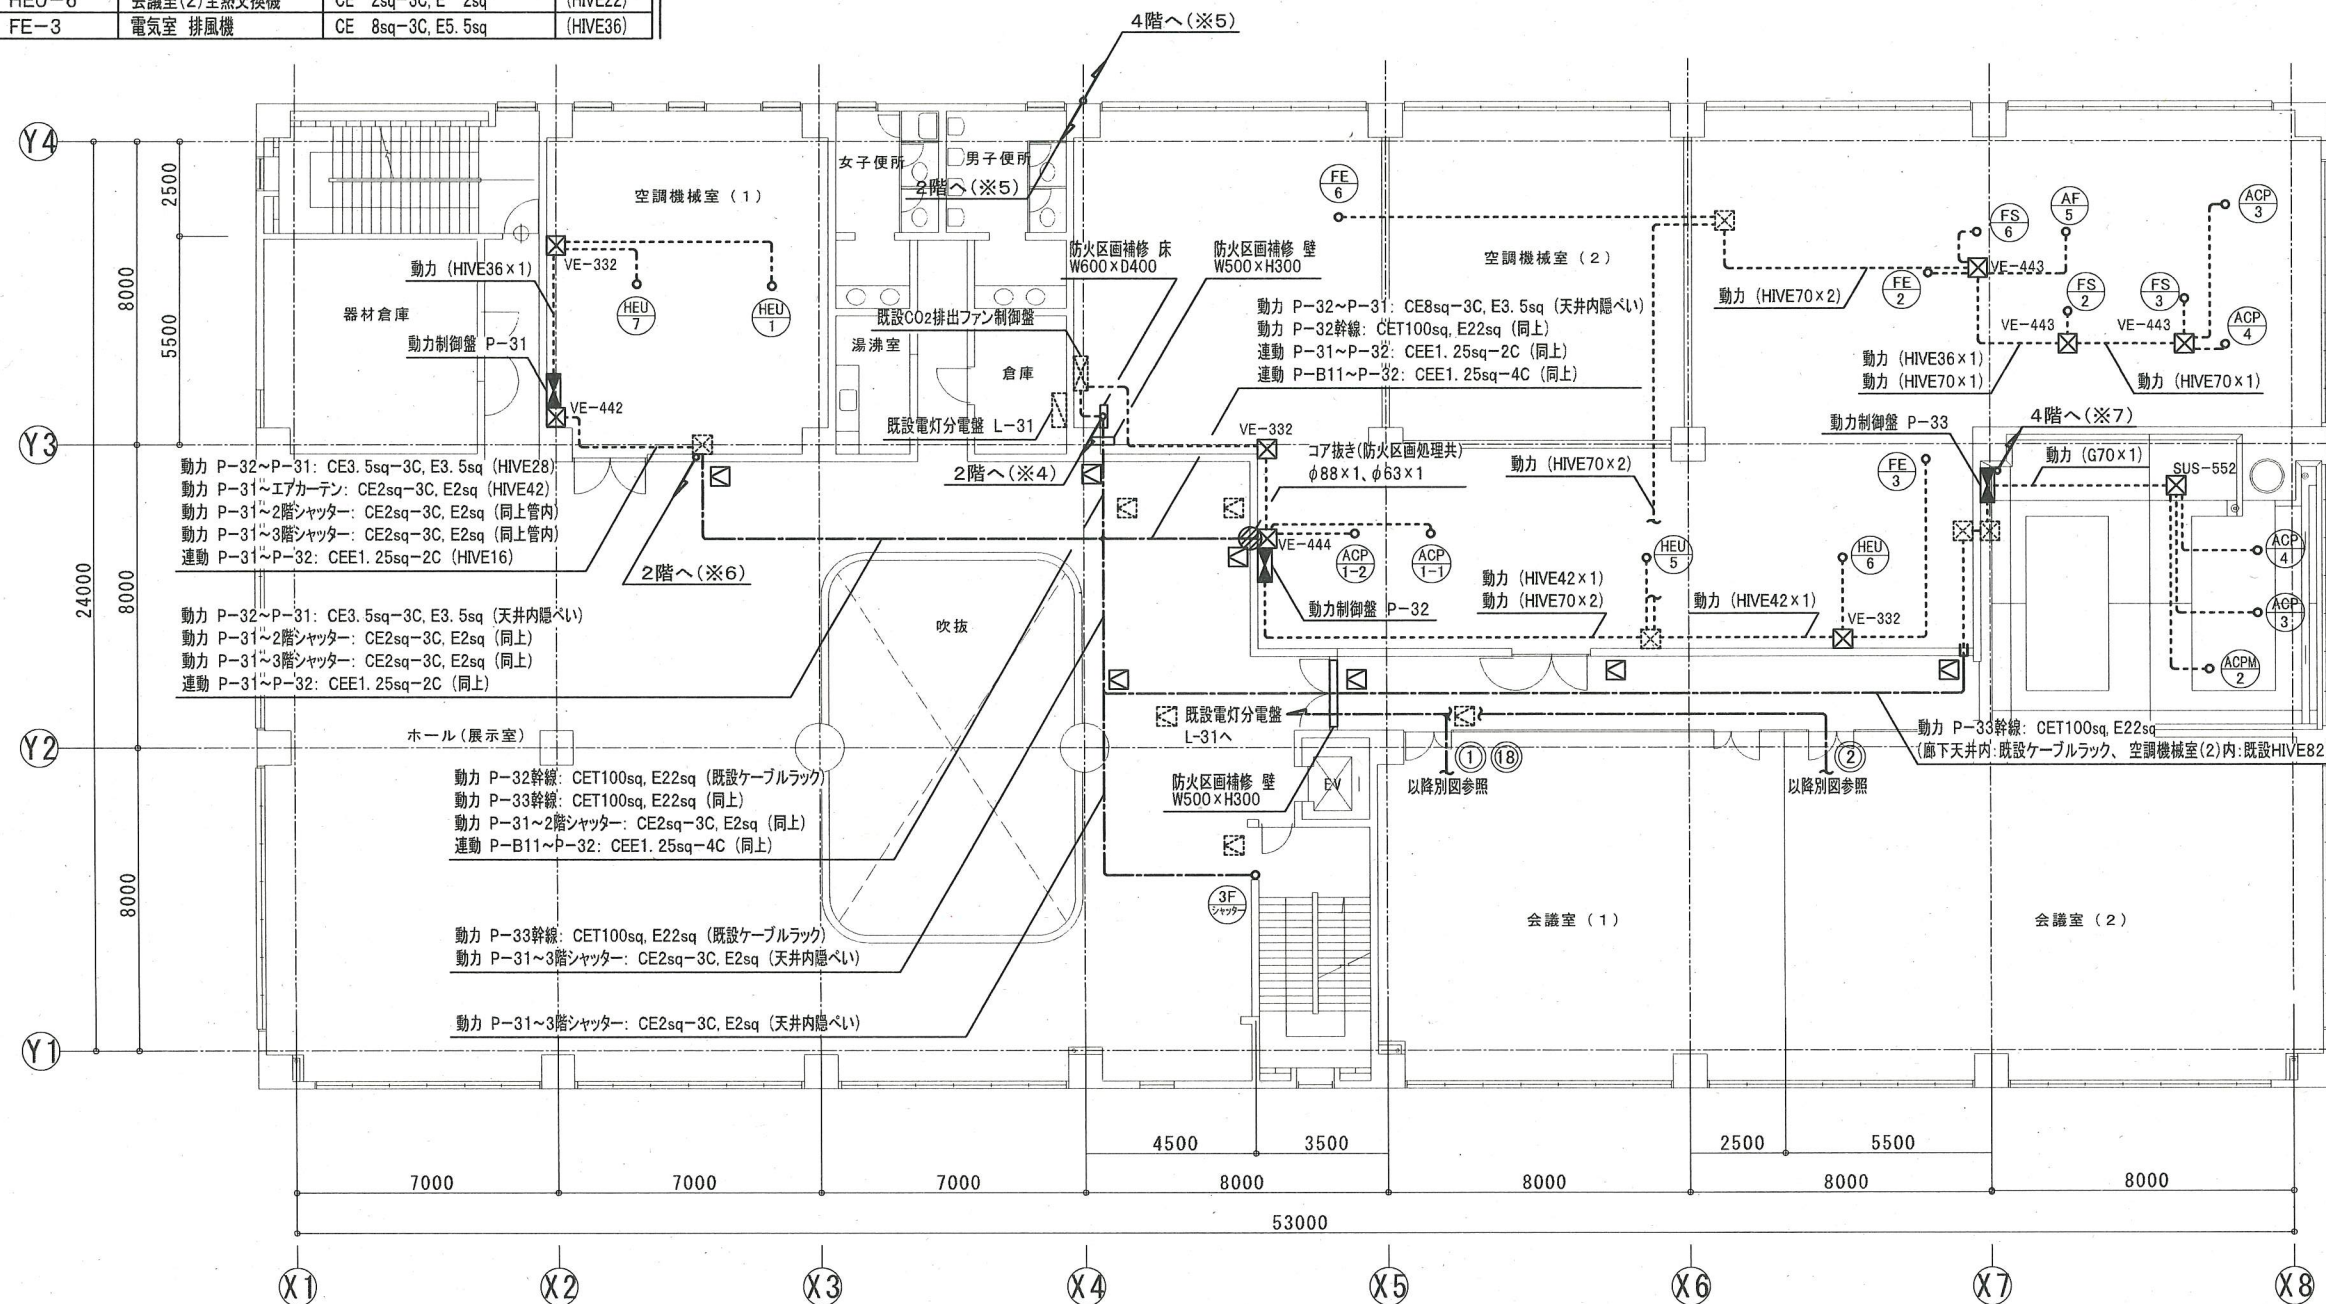 HEU-6 会議室(2)全熱交換機 CE 2sq-3C, E 2sq (HIVE22)
FE-3 電気室 排風機 CE 8sq-3C, E5.5sq (HIVE36)
4階へ(※5)
Y4
2500
女子便所
男子便所
2階へ(※5)
空調機械室 (1)
FE 6
FS 6
AF 5
ACP 3
防火区画補修 床
W600×D400
防火区画補修 壁
W500×H300
空調機械室 (2)
動力 (HIVE36×1)
VE-332
VE-443
HEU 7
HEU 1
FE 2
動力 (HIVE70×2)
FS 2
FS 3
ACP 4
器材倉庫
8000
5500
既設CO2排出ファン制御盤
動力 P-32~P-31: CE8sq-3C, E3.5sq (天井内隠ぺい)
動力 P-32幹線: CET100sq, E22sq (同上)
連動 P-31~P-32: CEE1.25sq-2C (同上)
連動 P-B11~P-32: CEE1.25sq-4C (同上)
動力制御盤 P-31
湯沸室
倉庫
VE-443
VE-443
動力 (HIVE36×1)
動力 (HIVE70×1)
動力 (HIVE70×1)
VE-442
既設電灯分電盤 L-31
VE-332
動力制御盤 P-33
4階へ(※7)
Y3
コア抜き(防火区画処理共)
φ88×1、φ63×1
動力 (HIVE70×2)
FE 3
動力 (G70×1)
SUS-552
2階へ(※4)
動力 P-32~P-31: CE3.5sq-3C, E3.5sq (HIVE28)
動力 P-31~エアカーテン: CE2sq-3C, E2sq (HIVE42)
動力 P-31~2階シャッター: CE2sq-3C, E2sq (同上管内)
動力 P-31~3階シャッター: CE2sq-3C, E2sq (同上管内)
連動 P-31~P-32: CEE1.25sq-2C (HIVE16)
2階へ(※6)
VE-444
ACP 1-2
ACP 1-1
HEU 5
HEU 6
ACP 4
24000
8000
動力制御盤 P-32
動力 (HIVE42×1)
動力 (HIVE70×2)
動力 (HIVE42×1)
VE-332
ACP 3
動力 P-32~P-31: CE3.5sq-3C, E3.5sq (天井内隠ぺい)
動力 P-31~2階シャッター: CE2sq-3C, E2sq (同上)
動力 P-31~3階シャッター: CE2sq-3C, E2sq (同上)
連動 P-31~P-32: CEE1.25sq-2C (同上)
吹抜
ACPM 2
既設電灯分電盤
L-31へ
Y2
ホール(展示室)
① ⑱
②
動力 P-33幹線: CET100sq, E22sq
(廊下天井内:既設ケーブルラック、空調機械室(2)内:既設HIVE82
動力 P-32幹線: CET100sq, E22sq (既設ケーブルラック)
動力 P-33幹線: CET100sq, E22sq (同上)
動力 P-31~2階シャッター: CE2sq-3C, E2sq (同上)
連動 P-B11~P-32: CEE1.25sq-4C (同上)
防火区画補修 壁
W500×H300
EV
以降別図参照
以降別図参照
8000
3F シャッター
会議室 (1)
会議室 (2)
動力 P-33幹線: CET100sq, E22sq (既設ケーブルラック)
動力 P-31~3階シャッター: CE2sq-3C, E2sq (天井内隠ぺい)
動力 P-31~3階シャッター: CE2sq-3C, E2sq (天井内隠ぺい)
Y1
4500 3500 2500 5500
7000 7000 7000 8000 8000 8000 8000
53000
X1 X2 X3 X4 X5 X6 X7 X8